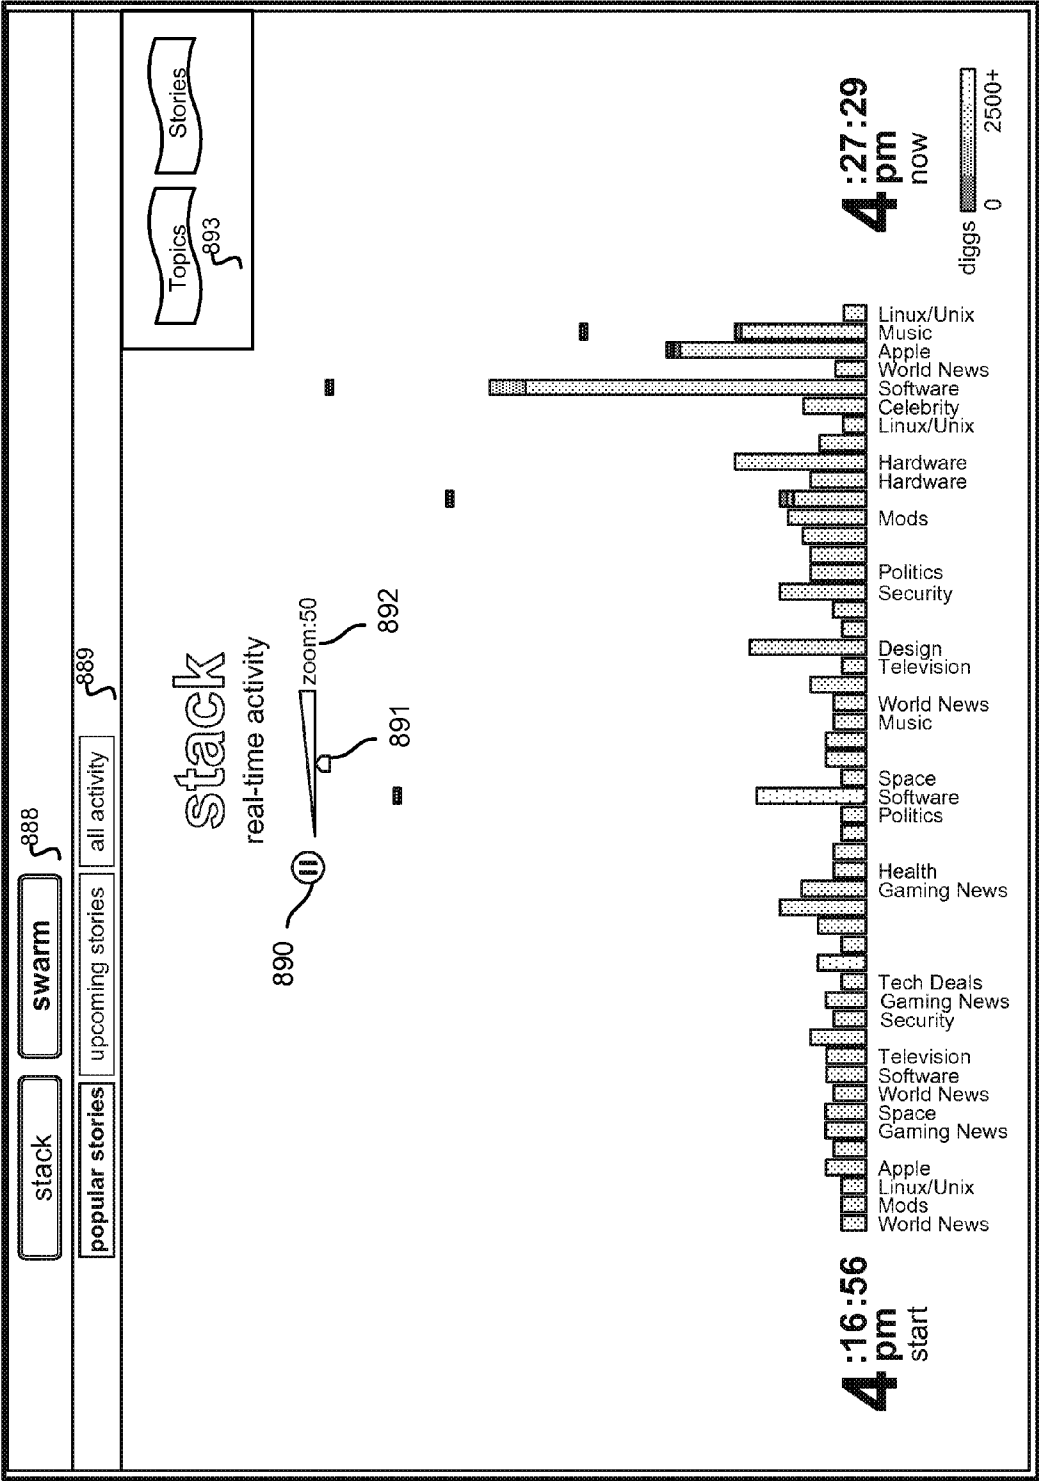 stack
swarm
888
popular stories
upcoming stories
all activity
889
Topics
Stories
893
stack
real-time activity
zoom:50
890
891
892
4:16:56
pm
start
World News
Mods
Linux/Unix
Apple
Gaming News
Space
World News
Software
Television
Security
Gaming News
Tech Deals
Gaming News
Health
Politics
Software
Space
Music
World News
Television
Design
Security
Politics
Mods
Hardware
Hardware
Linux/Unix
Celebrity
Software
World News
Apple
Music
Linux/Unix
4:27:29
pm
now
diggs
0
2500+